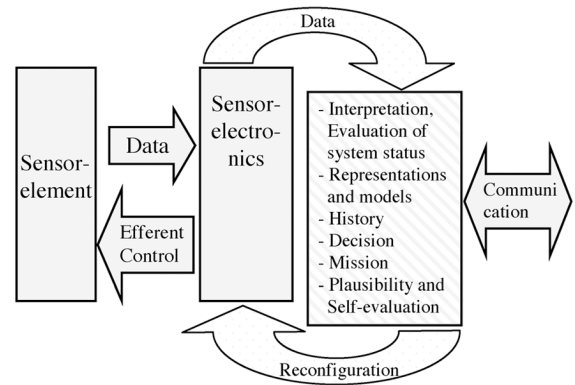 Data
Sensor-
element
Data
Efferent
Control
Sensor-
electro-
nics
- Interpretation,
Evaluation of
system status
- Representations
and models
- History
- Decision
- Mission
- Plausibility and
Self-evaluation
Communi
cation
Reconfiguration